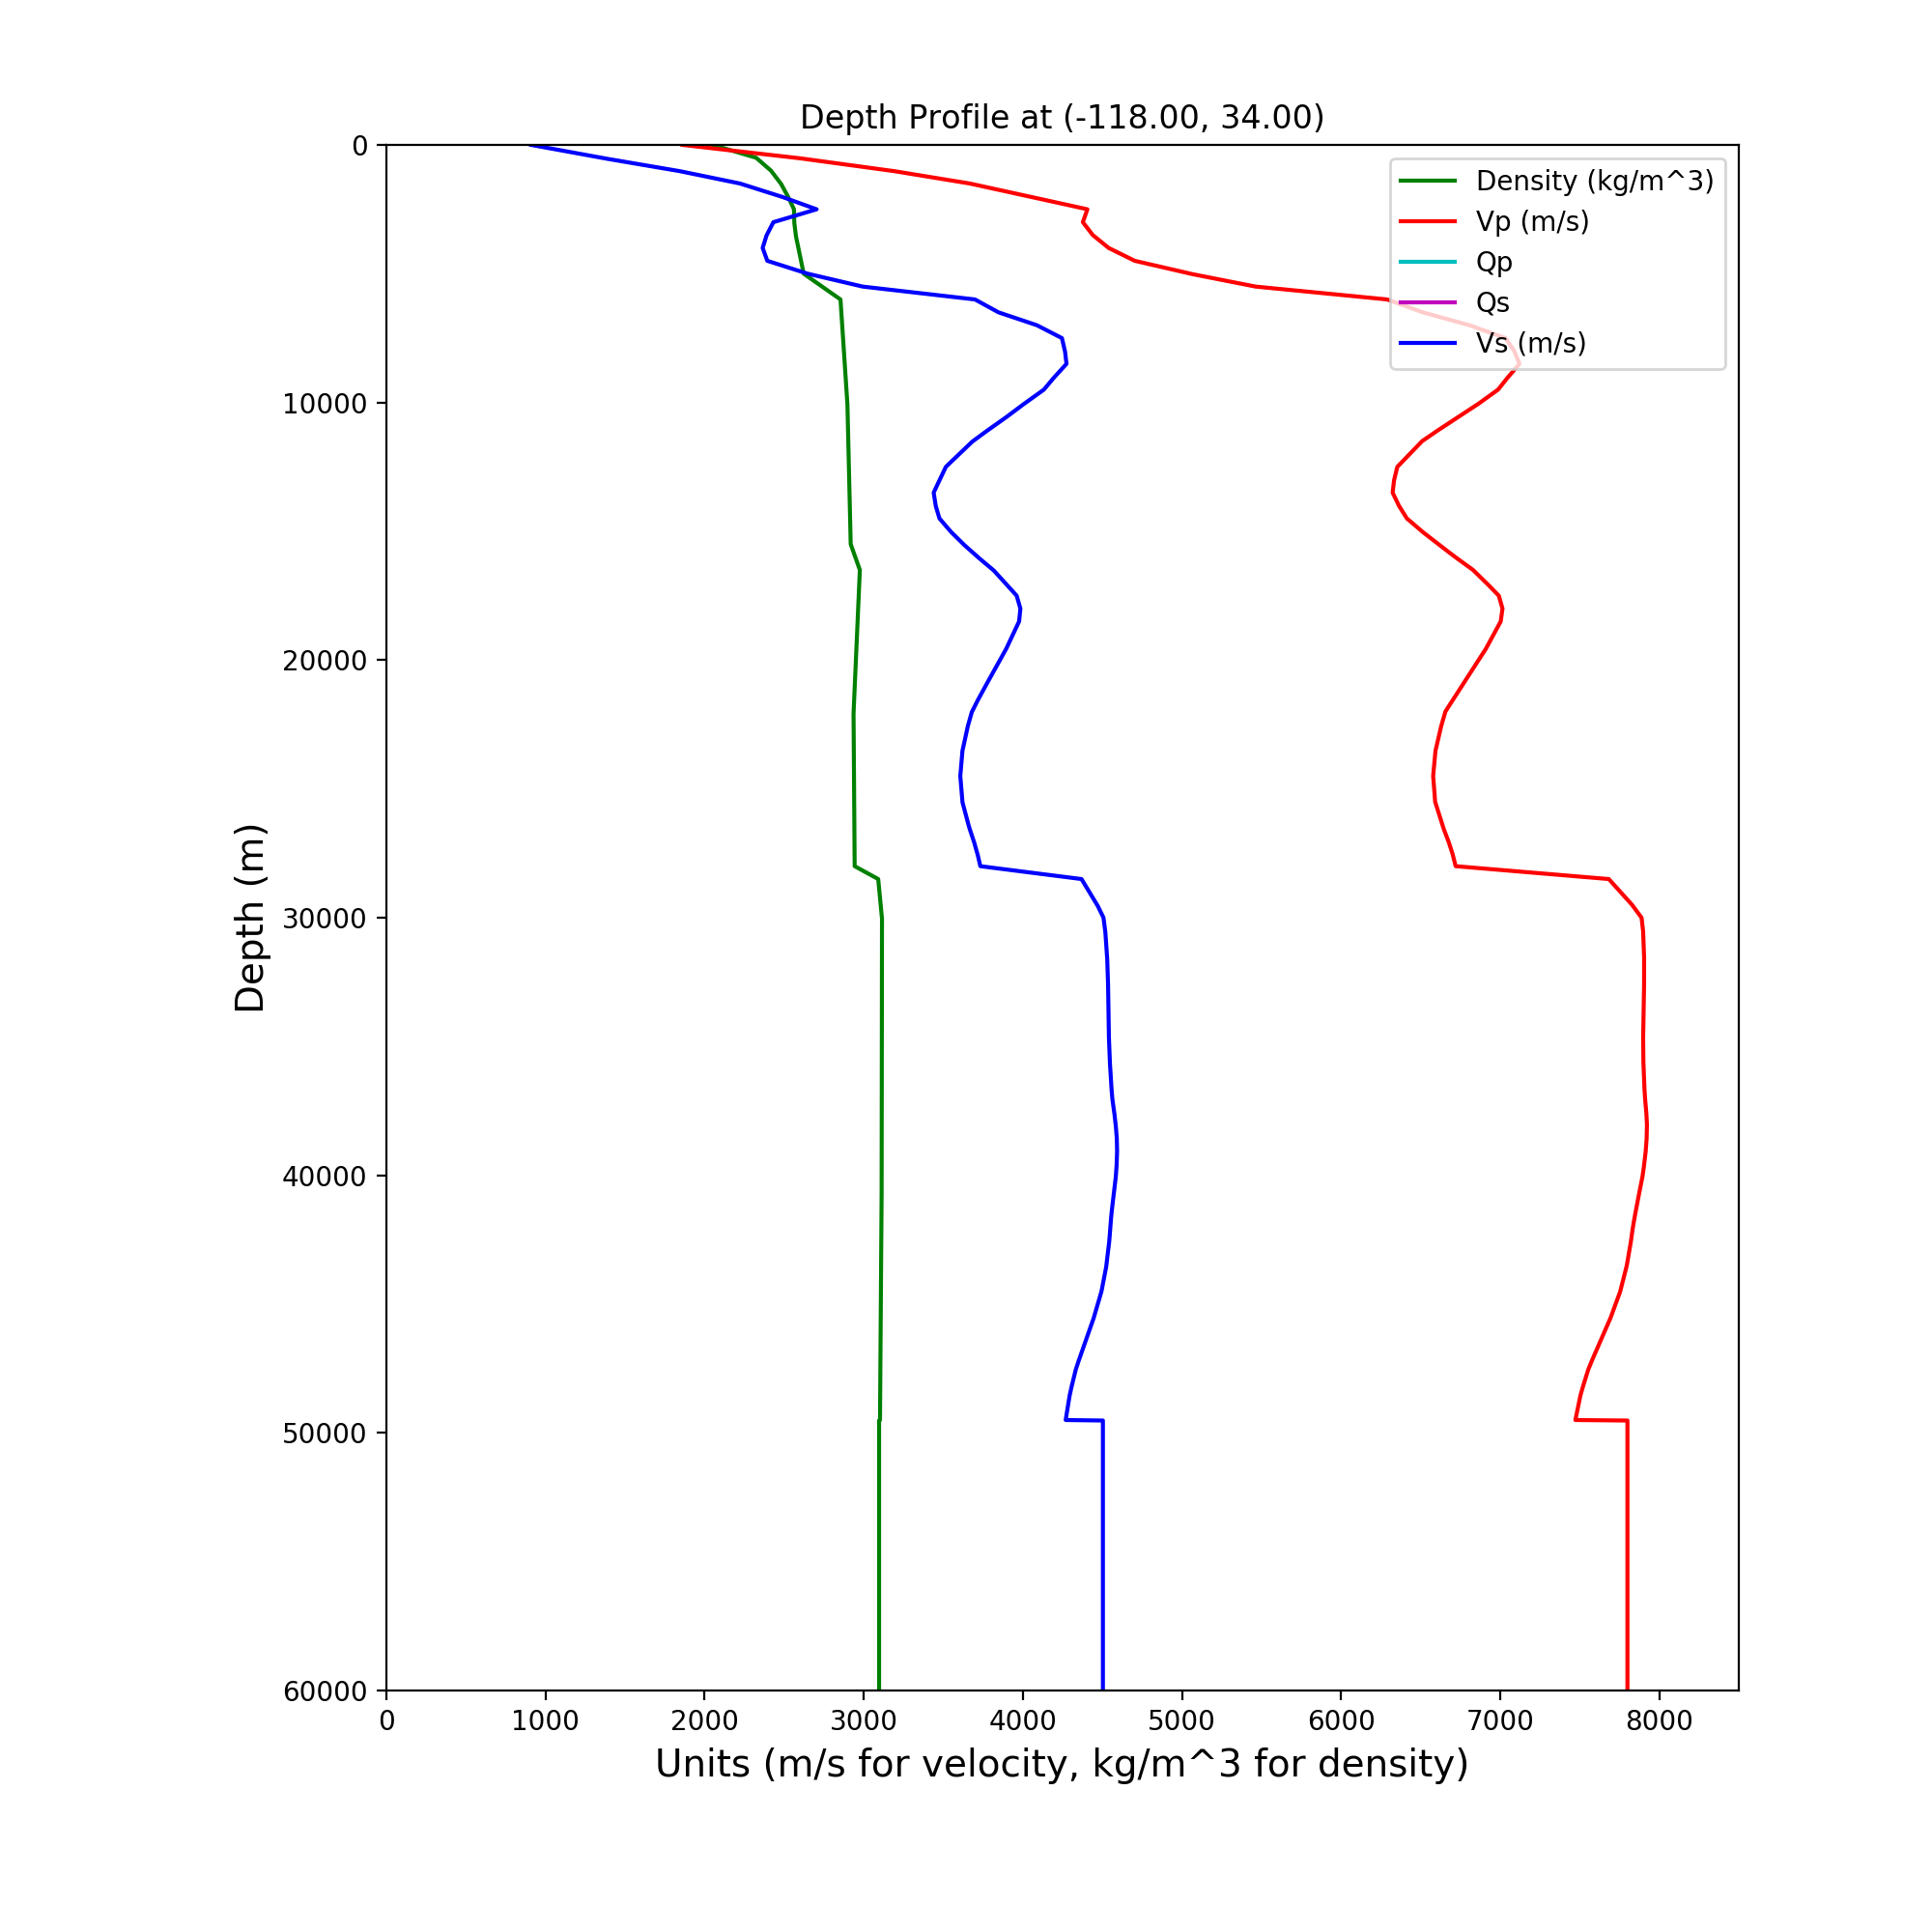 Depth Profile at (-118.00, 34.00)
Density (kg/m^3)
Vp (m/s)
Qp
Qs
Vs (m/s)
Depth (m)
0
10000
20000
30000
40000
50000
60000
0 1000 2000 3000 4000 5000 6000 7000 8000
Units (m/s for velocity, kg/m^3 for density)